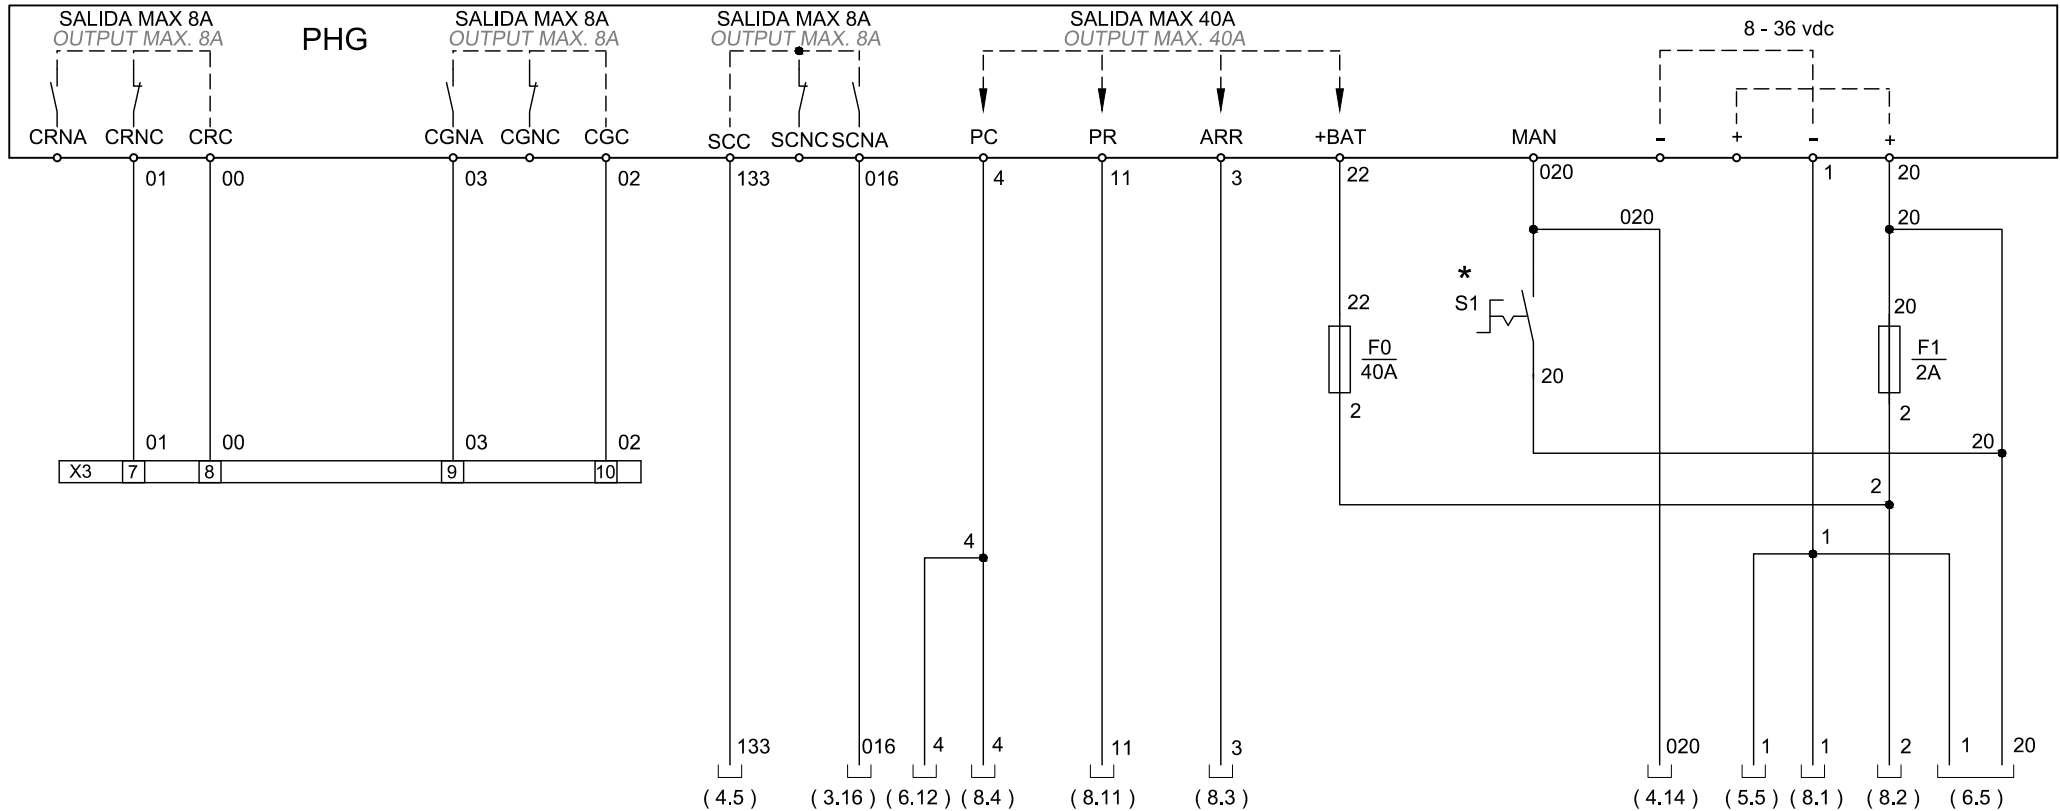 SALIDA MAX 8A
OUTPUT MAX. 8A
PHG
SALIDA MAX 8A
OUTPUT MAX. 8A
SALIDA MAX 8A
OUTPUT MAX. 8A
SALIDA MAX 40A
OUTPUT MAX. 40A
8 - 36 vdc
CRNA CRNC CRC CGNA CGNC CGC SCC SCNC SCNA PC PR ARR +BAT MAN - + - +
01 00 03 02 133 016 4 11 3 22 020 1 20
020 20
*
S1
22 20
F0
40A
F1
2A
20
2 2
01 00 03 02 20
X3 7 8 9 10
2
4 1
133 016 4 4 11 3 020 1 1 2 1 20
( 4.5 ) ( 3.16 ) ( 6.12 ) ( 8.4 ) ( 8.11 ) ( 8.3 ) ( 4.14 ) ( 5.5 ) ( 8.1 ) ( 8.2 ) ( 6.5 )